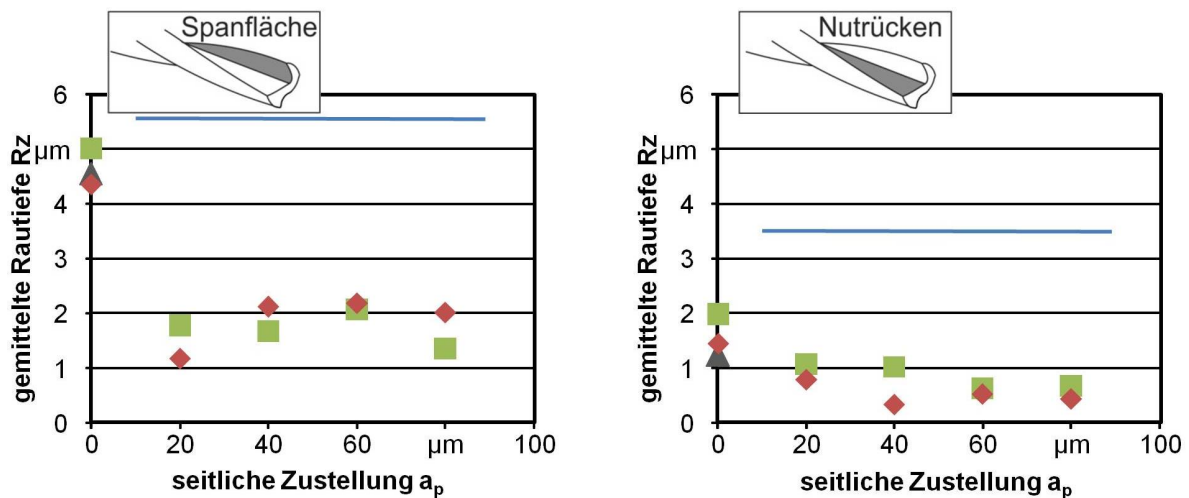 Spanfläche
6
µm
4
3
2
1
0
gemittelte Rautiefe Rz
0 20 40 60 µm 100
seitliche Zustellung ap
Nutrücken
6
µm
4
3
2
1
0
gemittelte Rautiefe Rz
0 20 40 60 µm 100
seitliche Zustellung ap